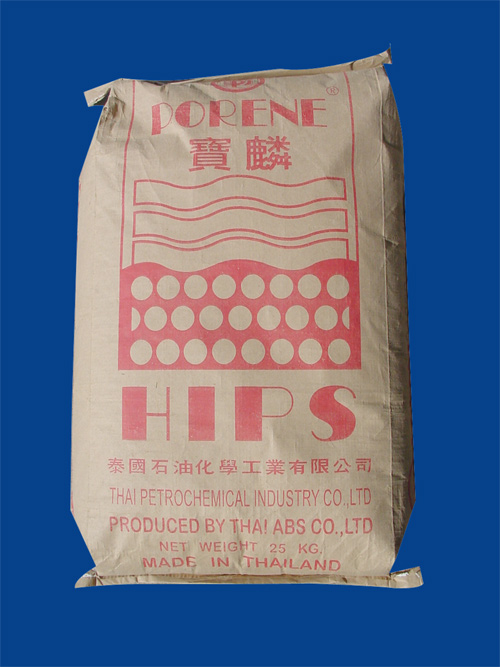 PORENE ®
寶麟
HIPS
泰國石油化學工業有限公司
THAI PETROCHEMICAL INDUSTRY CO.,LTD
PRODUCED BY THAI ABS CO.,LTD
NET WEIGHT 25 KG.
MADE IN THAILAND